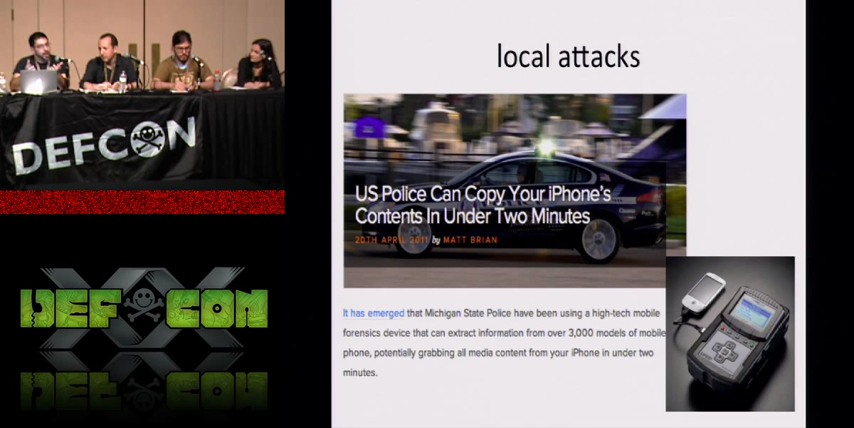 DEFCON
DEF CON
XX
local attacks
US Police Can Copy Your iPhone's
Contents In Under Two Minutes
20TH APRIL 2011 by MATT BRIAN
It has emerged that Michigan State Police have been using a high-tech mobile
forensics device that can extract information from over 3,000 models of mobile
phone, potentially grabbing all media content from your iPhone in under two
minutes.